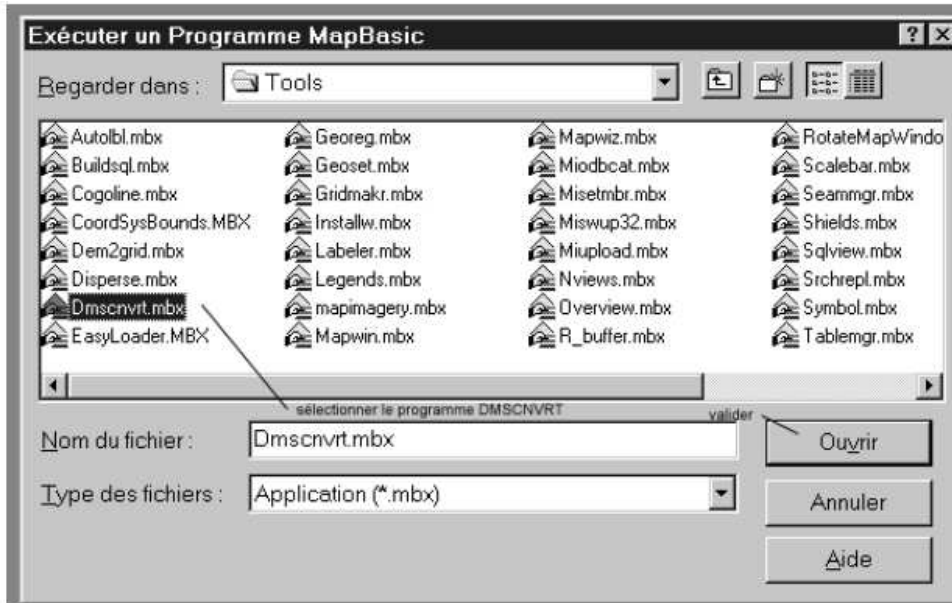 Exécuter un Programme MapBasic
Regarder dans :
Tools
Autolbl.mbx
Buildsql.mbx
Cogoline.mbx
CoordSysBounds.MBX
Dem2grid.mbx
Disperse.mbx
Dmscnvrt.mbx
EasyLoader.MBX
Georeg.mbx
Geoset.mbx
Gridmakr.mbx
Installw.mbx
Labeler.mbx
Legends.mbx
mapimagery.mbx
Mapwin.mbx
Mapwiz.mbx
Miodbcat.mbx
Misetmbr.mbx
Miswup32.mbx
Miupload.mbx
Nviews.mbx
Overview.mbx
R_buffer.mbx
RotateMapWindo
Scalebar.mbx
Seammgr.mbx
Shields.mbx
Sqlview.mbx
Srchrepl.mbx
Symbol.mbx
Tablemgr.mbx
sélectionner le programme DMSCNVRT
valider
Nom du fichier :
Dmscnvrt.mbx
Ouvrir
Type des fichiers :
Application (*.mbx)
Annuler
Aide